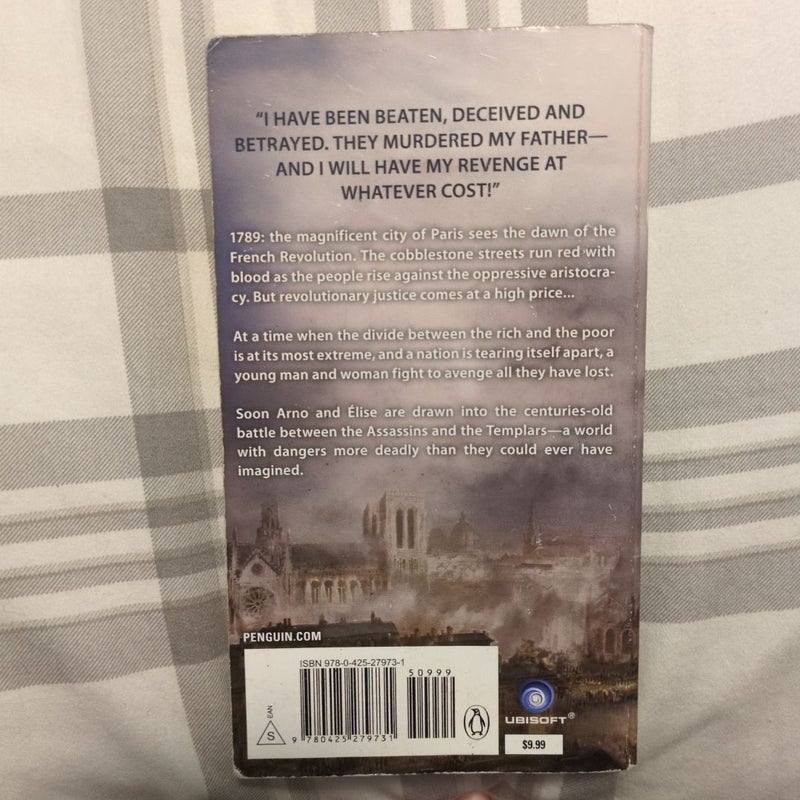 “I HAVE BEEN BEATEN, DECEIVED AND
BETRAYED. THEY MURDERED MY FATHER—
AND I WILL HAVE MY REVENGE AT
WHATEVER COST!”
1789: the magnificent city of Paris sees the dawn of the
French Revolution. The cobblestone streets run red with
blood as the people rise against the oppressive aristocra-
cy. But revolutionary justice comes at a high price...
At a time when the divide between the rich and the poor
is at its most extreme, and a nation is tearing itself apart, a
young man and woman fight to avenge all they have lost.
Soon Arno and Élise are drawn into the centuries-old
battle between the Assassins and the Templars—a world
with dangers more deadly than they could ever have
imagined.
PENGUIN.COM
ISBN 978-0-425-27973-1
50999
EAN
S
9 780425 279731
UBISOFT®
$9.99